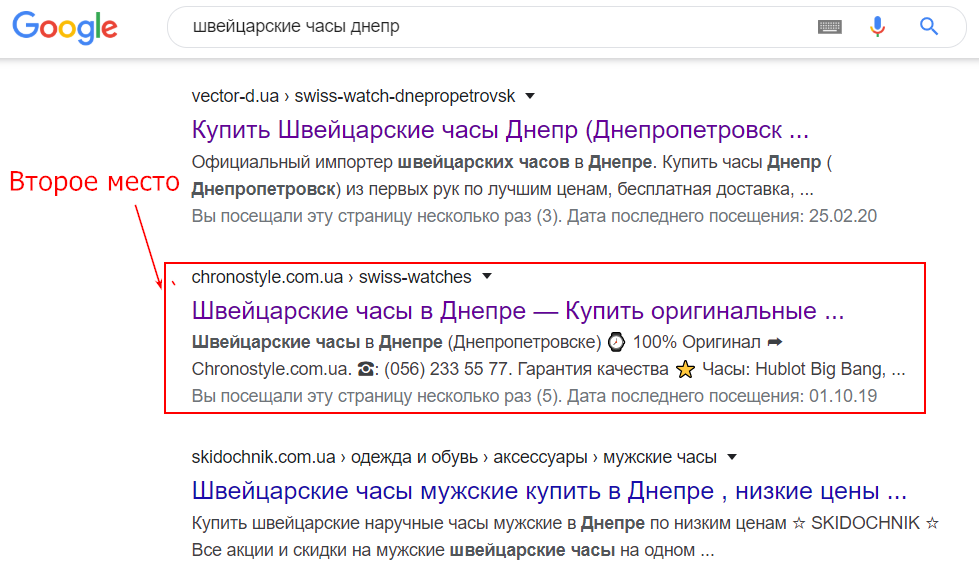 Google
швейцарские часы днепр
vector-d.ua › swiss-watch-dnepropetrovsk
Купить Швейцарские часы Днепр (Днепропетровск ...
Официальный импортер швейцарских часов в Днепре. Купить часы Днепр (
Днепропетровск) из первых рук по лучшим ценам, бесплатная доставка, ...
Вы посещали эту страницу несколько раз (3). Дата последнего посещения: 25.02.20
Второе место
chronostyle.com.ua › swiss-watches
Швейцарские часы в Днепре — Купить оригинальные ...
Швейцарские часы в Днепре (Днепропетровске) ⌚ 100% Оригинал ➦
Chronostyle.com.ua. ☎: (056) 233 55 77. Гарантия качества ⭐ Часы: Hublot Big Bang, ...
Вы посещали эту страницу несколько раз (5). Дата последнего посещения: 01.10.19
skidochnik.com.ua › одежда и обувь › аксессуары › мужские часы
Швейцарские часы мужские купить в Днепре , низкие цены ...
Купить швейцарские наручные часы мужские в Днепре по низким ценам ☆ SKIDOCHNIK ☆
Все акции и скидки на мужские швейцарские часы на одном ...